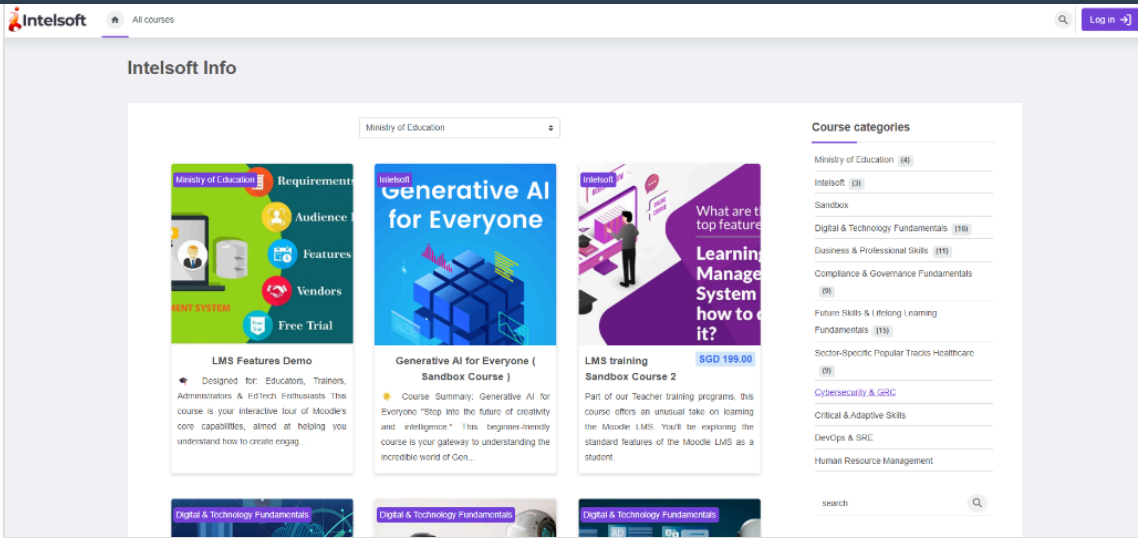 Intelsoft
All courses
Log in
Intelsoft Info
Ministry of Education
Ministry of Education
Requirements
Audience
Features
Vendors
MENT SYSTEM
Free Trial
Free Trial
LMS Features Demo
Designed for: Educators, Trainers,
Administrators & EdTech Enthusiasts This
course is your interactive tour of Moodle's
core capabilities, aimed at helping you
understand how to create engag...
Intelsoft
Generative AI
for Everyone
Generative AI for Everyone (
Sandbox Course )
Course Summary: Generative AI for
Everyone "Step into the future of creativity
and intelligence." This beginner-friendly
course is your gateway to understanding the
incredible world of Gen...
Intelsoft
What are th
top feature
Learning
Manage
System
how to
it?
LMS training
Sandbox Course 2
SGD 199.00
Part of our Teacher training programs, this
course offers an unusual take on learning
the Moodle LMS. You'll be exploring the
standard features of the Moodle LMS as a
student.
Digital & Technology Fundamentals
Digital & Technology Fundamentals
Digital & Technology Fundamentals
AD
Course categories
Ministry of Education (4)
Intelsoft (3)
Sandbox
Digital & Technology Fundamentals (16)
Business & Professional Skills (11)
Compliance & Governance Fundamentals
(9)
Future Skills & Lifelong Learning
Fundamentals (15)
Sector-Specific Popular Tracks Healthcare
(9)
Cybersecurity & GRC
Critical & Adaptive Skills
DevOps & SRE
Human Resource Management
search